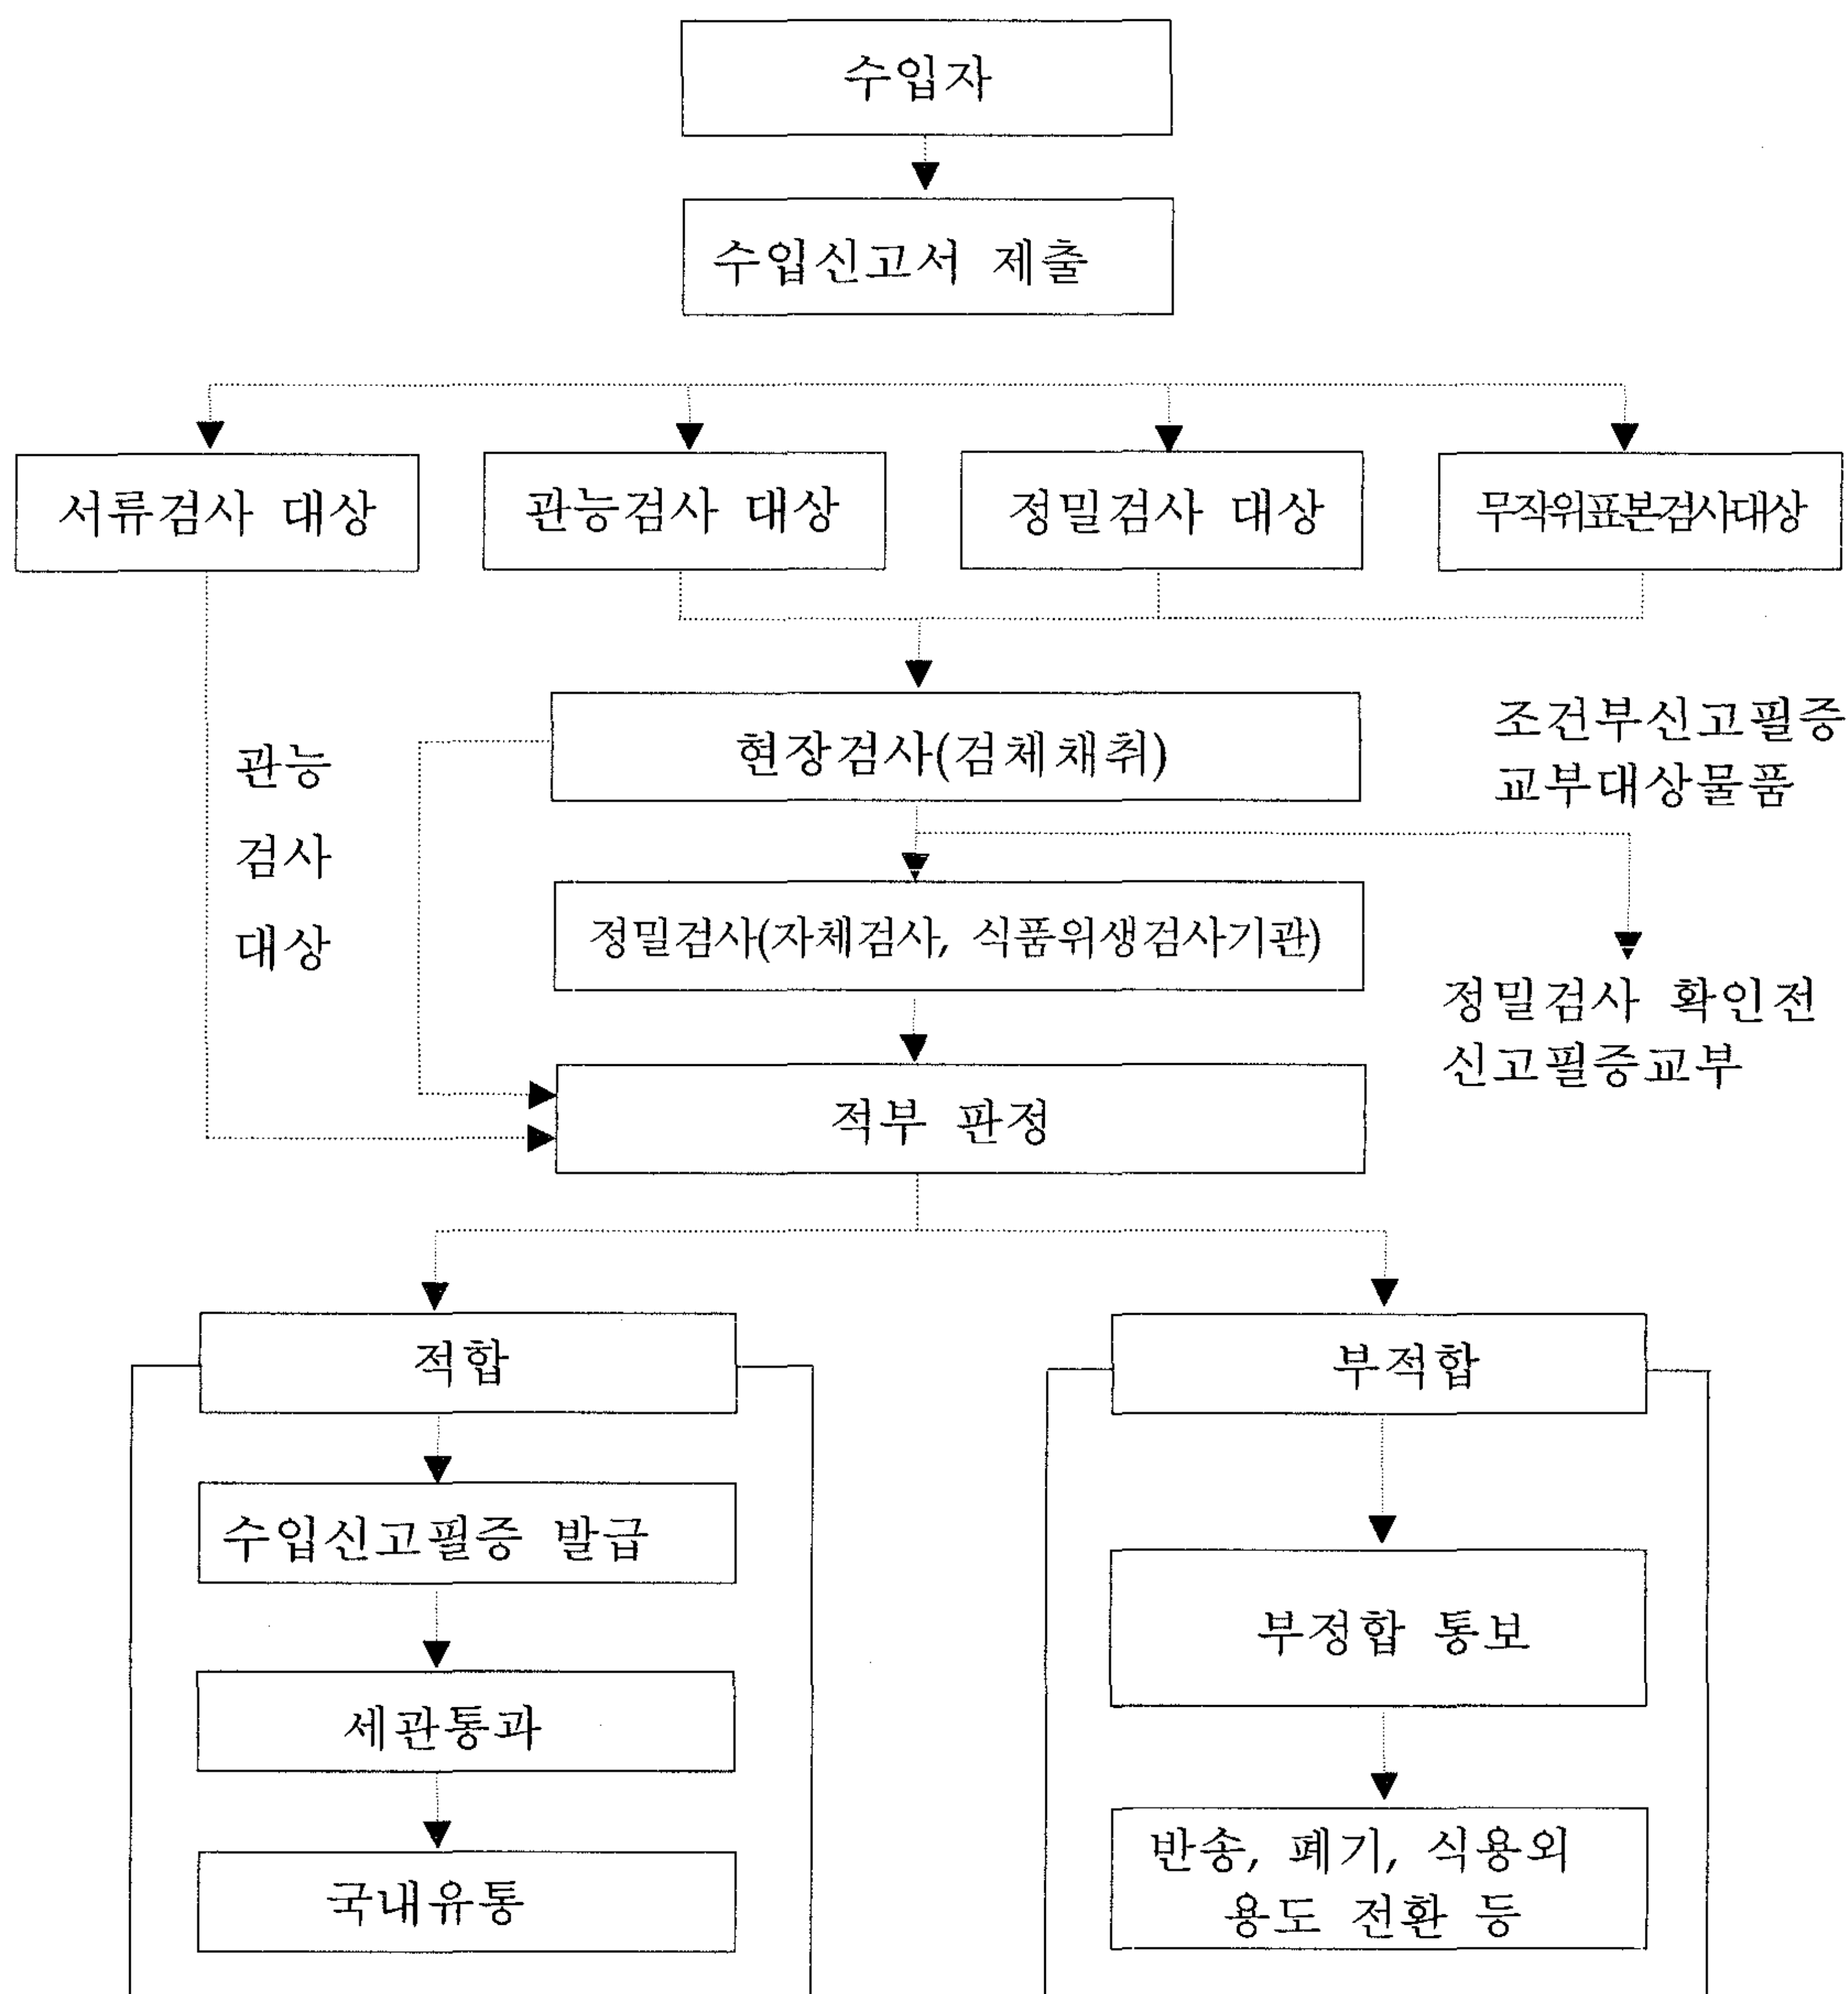 수입자
수입신고서 제출
서류검사 대상
관능검사 대상
정밀검사 대상
무작위표본검사대상
현장검사(검체채취)
조건부신고필증
교부대상물품
관능
검사
대상
정밀검사(자체검사, 식품위생검사기관)
정밀검사 확인전
신고필증교부
적부 판정
적합
부적합
수입신고필증 발급
부정합 통보
세관통과
반송, 폐기, 식용외
용도 전환 등
국내유통